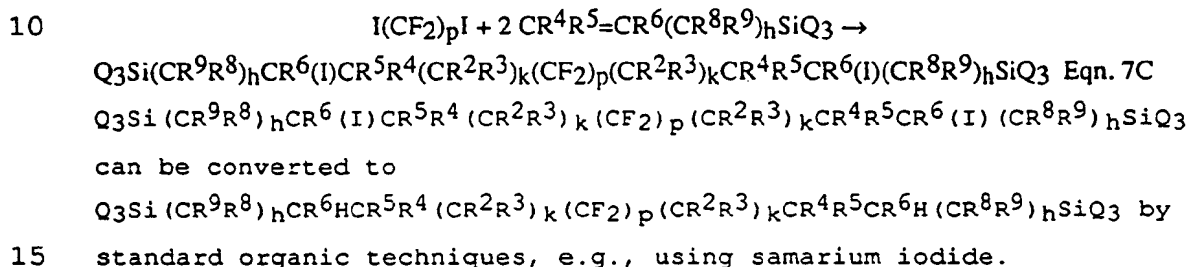 10 I(CF2)pI + 2 CR4R5=CR6(CR8R9)hSiQ3 →
Q3Si(CR9R8)hCR6(I)CR5R4(CR2R3)k(CF2)p(CR2R3)kCR4R5CR6(I)(CR8R9)hSiQ3 Eqn. 7C
Q3Si(CR9R8)hCR6(I)CR5R4(CR2R3)k(CF2)p(CR2R3)kCR4R5CR6(I)(CR8R9)hSiQ3
can be converted to
Q3Si(CR9R8)hCR6HCR5R4(CR2R3)k(CF2)p(CR2R3)kCR4R5CR6H(CR8R9)hSiQ3 by
15 standard organic techniques, e.g., using samarium iodide.